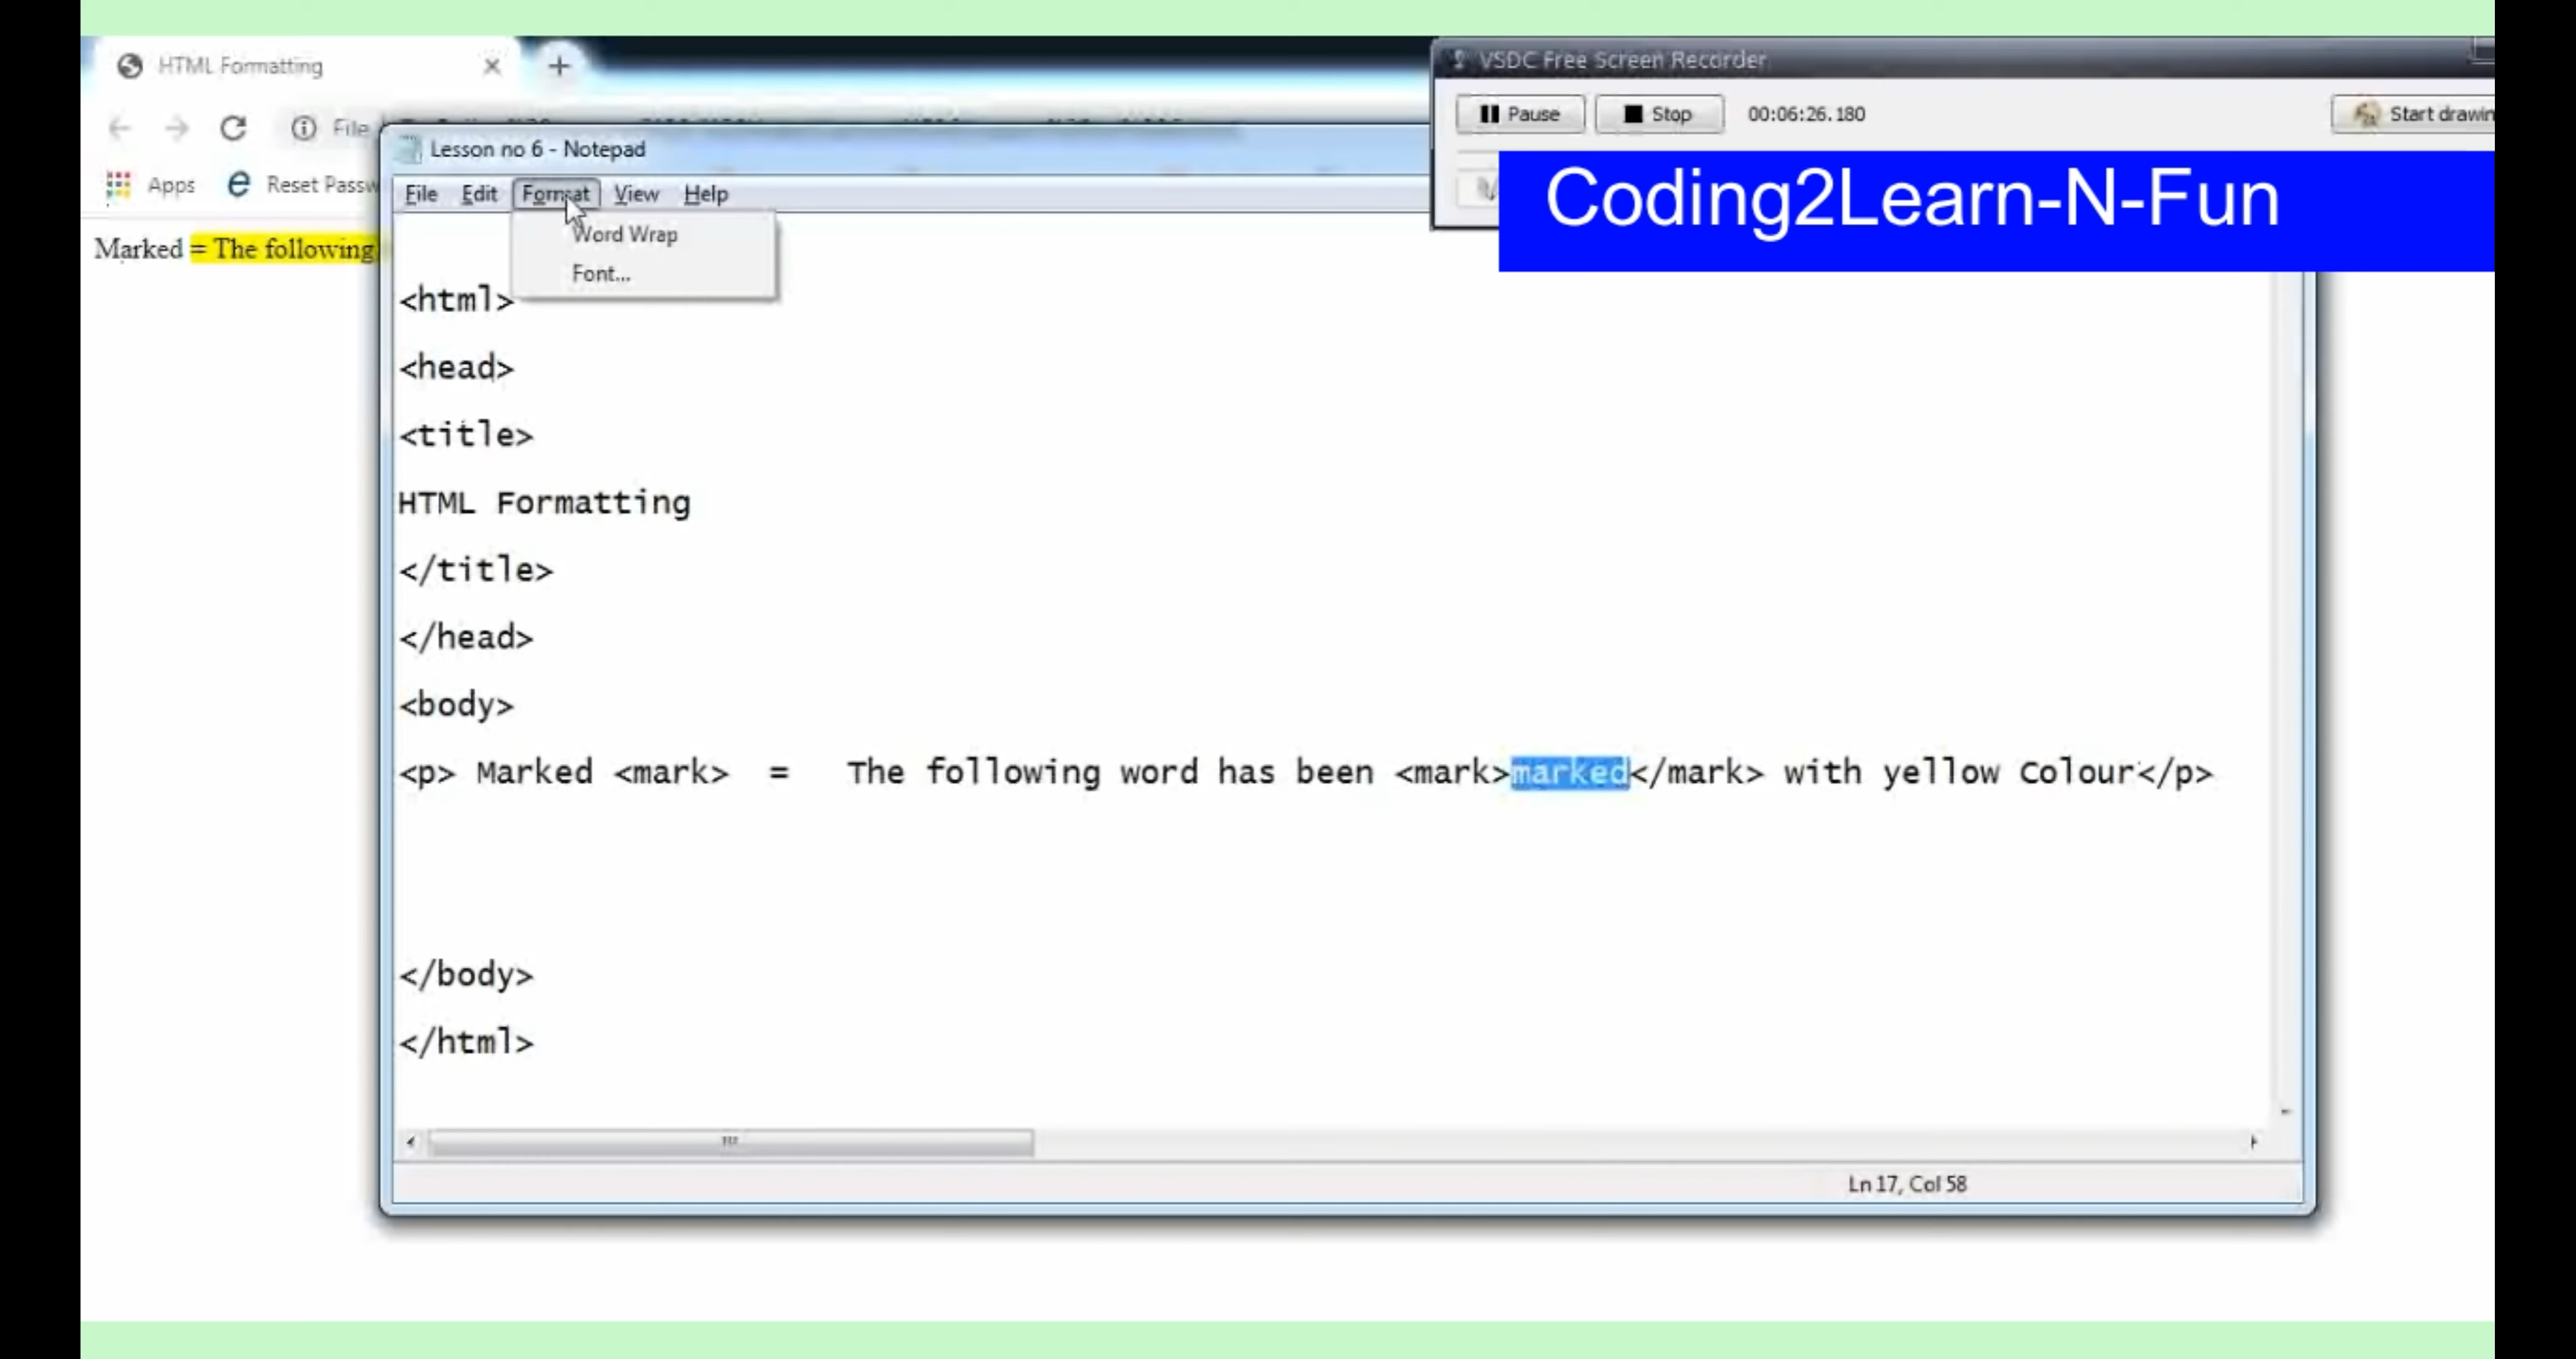 HTML Formatting
VSDC Free Screen Recorder
Pause Stop 00:06:26.180 Start drawin
File
Lesson no 6 - Notepad
Apps Reset Passw
File Edit Format View Help
Coding2Learn-N-Fun
Word Wrap
Font...
Marked = The following
<html>
<head>
<title>
HTML Formatting
</title>
</head>
<body>
<p> Marked <mark> = The following word has been <mark>marked</mark> with yellow Colour</p>
</body>
</html>
Ln 17, Col 58